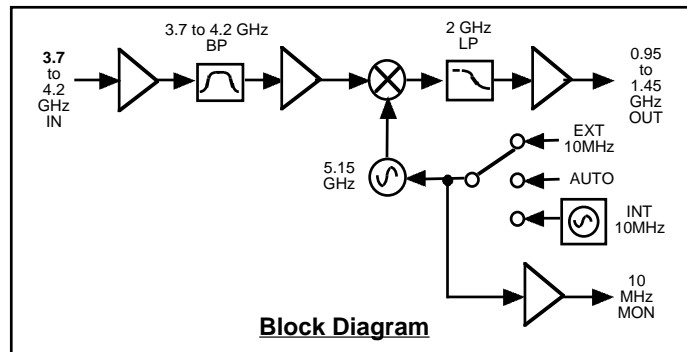 3.7
to
4.2
GHz
IN
3.7 to 4.2 GHz
BP
2 GHz
LP
0.95
to
1.45
GHz
OUT
5.15
GHz
EXT
10MHz
AUTO
INT
10MHz
10
MHz
MON
Block Diagram